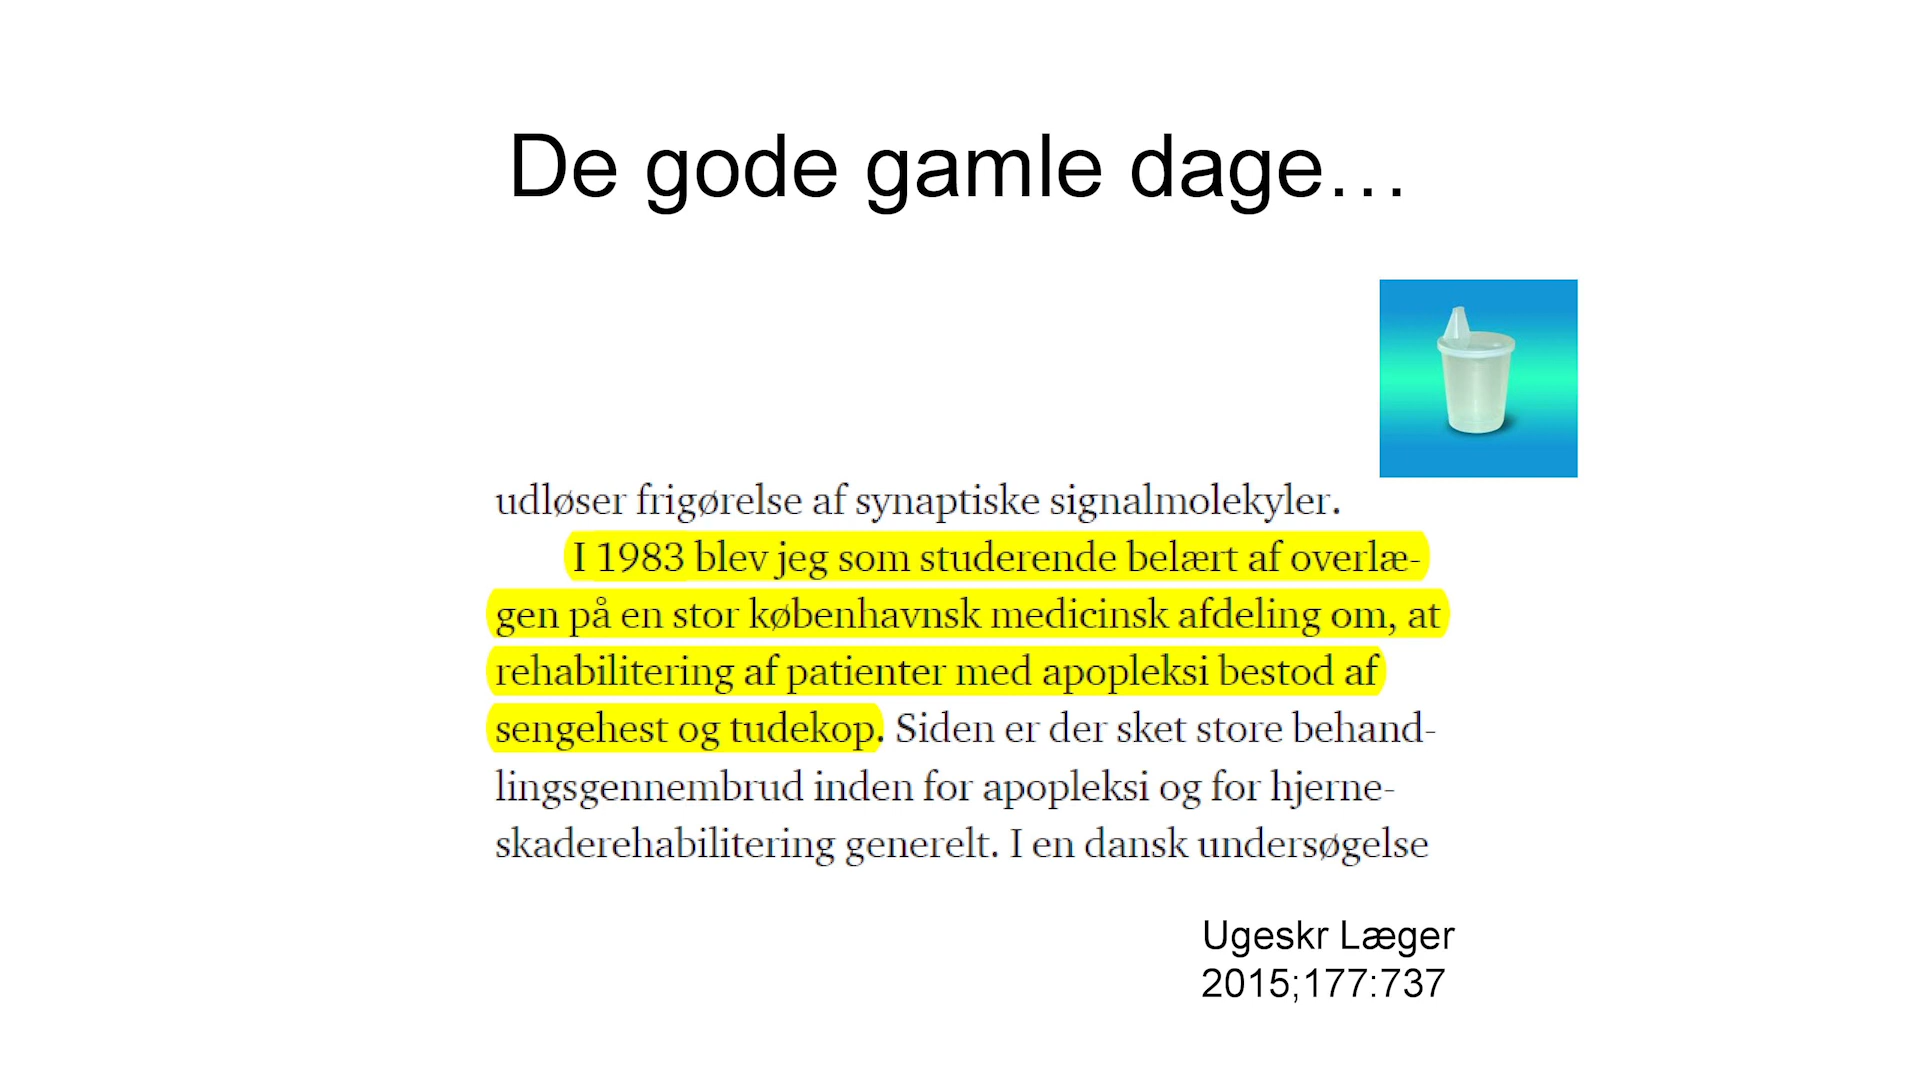 De gode gamle dage…
udløser frigørelse af synaptiske signalmolekyler.
I 1983 blev jeg som studerende belært af overlæ-
gen på en stor københavnsk medicinsk afdeling om, at
rehabilitering af patienter med apopleksi bestod af
sengehest og tudekop. Siden er der sket store behand-
lingsgennembrud inden for apopleksi og for hjerne-
skaderehabilitering generelt. I en dansk undersøgelse
Ugeskr Læger
2015;177:737